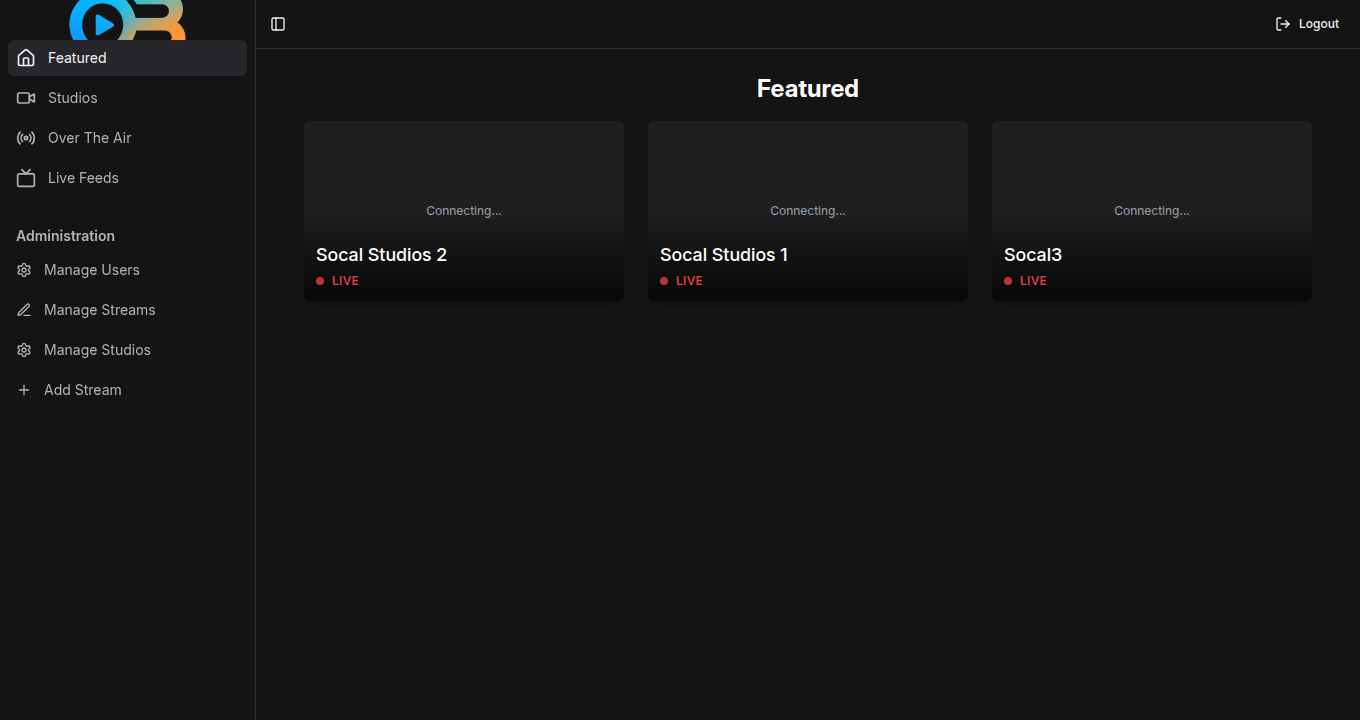 Featured
Studios
Over The Air
Live Feeds
Administration
Manage Users
Manage Streams
Manage Studios
Add Stream
Logout
Featured
Connecting...
Socal Studios 2
LIVE
Connecting...
Socal Studios 1
LIVE
Connecting...
Socal3
LIVE